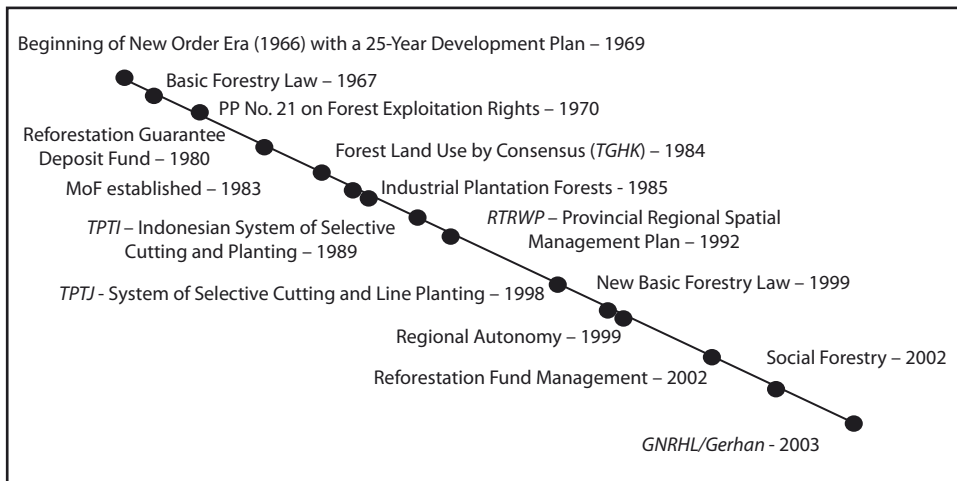 Beginning of New Order Era (1966) with a 25-Year Development Plan – 1969
Basic Forestry Law – 1967
PP No. 21 on Forest Exploitation Rights – 1970
Reforestation Guarantee
Deposit Fund – 1980
Forest Land Use by Consensus (TGHK) – 1984
MoF established – 1983
Industrial Plantation Forests - 1985
TPTI – Indonesian System of Selective
Cutting and Planting – 1989
RTRWP – Provincial Regional Spatial
Management Plan – 1992
TPTJ - System of Selective Cutting and Line Planting – 1998
New Basic Forestry Law – 1999
Regional Autonomy – 1999
Social Forestry – 2002
Reforestation Fund Management – 2002
GNRHL/Gerhan - 2003